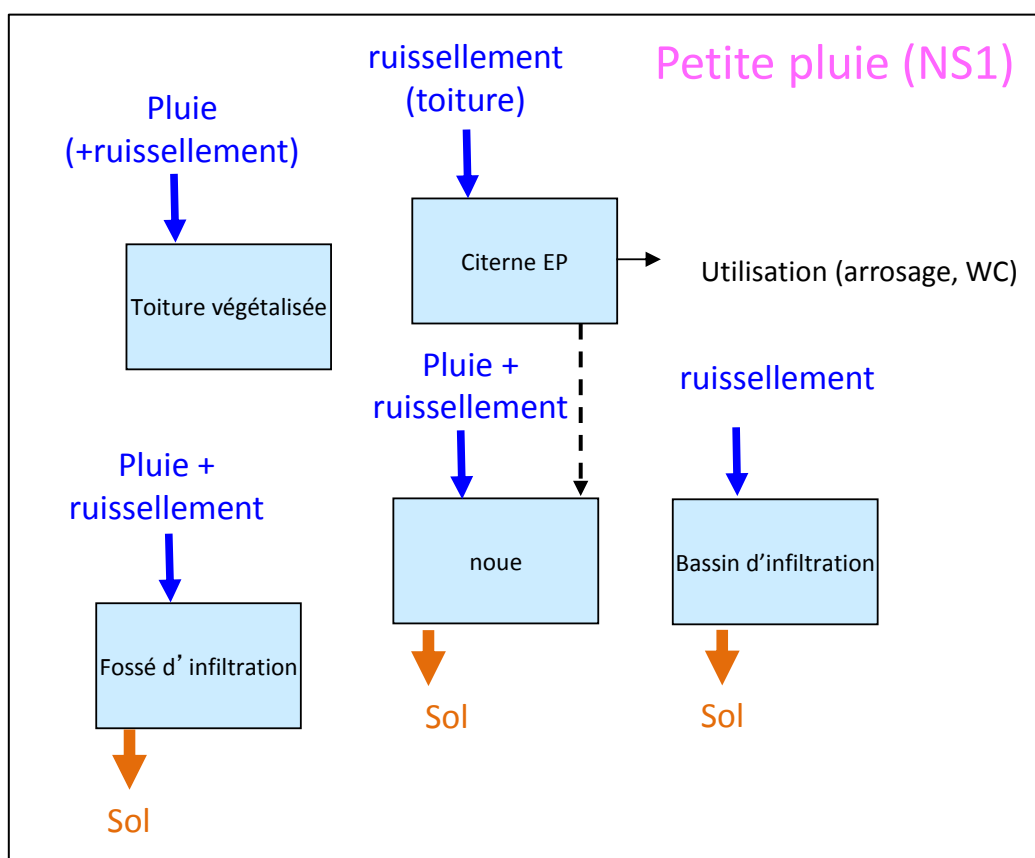 Petite pluie (NS1)
ruissellement
(toiture)
Pluie
(+ruissellement)
Citerne EP
Utilisation (arrosage, WC)
Toiture végétalisée
Pluie +
ruissellement
ruissellement
Pluie +
ruissellement
noue
Bassin d'infiltration
Fossé d' infiltration
Sol
Sol
Sol